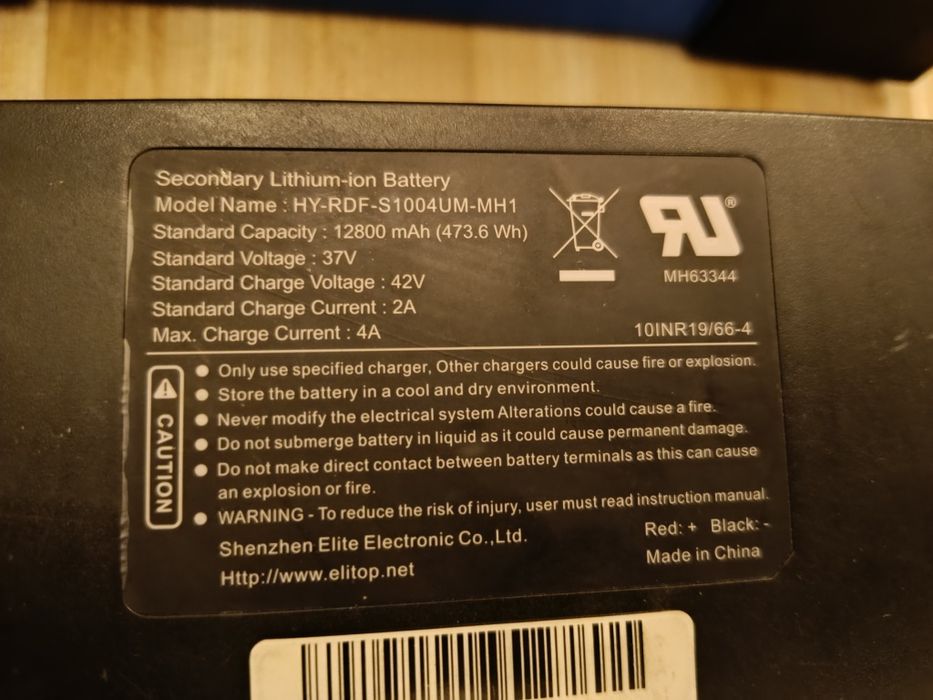 Secondary Lithium-ion Battery
Model Name : HY-RDF-S1004UM-MH1
Standard Capacity : 12800 mAh (473.6 Wh)
Standard Voltage : 37V
Standard Charge Voltage : 42V
Standard Charge Current : 2A
Max. Charge Current : 4A
RU®
MH63344
10INR19/66-4
CAUTION
● Only use specified charger, Other chargers could cause fire or explosion.
● Store the battery in a cool and dry environment.
● Never modify the electrical system Alterations could cause a fire.
● Do not submerge battery in liquid as it could cause permanent damage.
● Do not make direct contact between battery terminals as this can cause
an explosion or fire.
● WARNING - To reduce the risk of injury, user must read instruction manual.
Shenzhen Elite Electronic Co.,Ltd.
Http://www.elitop.net
Red: + Black: -
Made in China